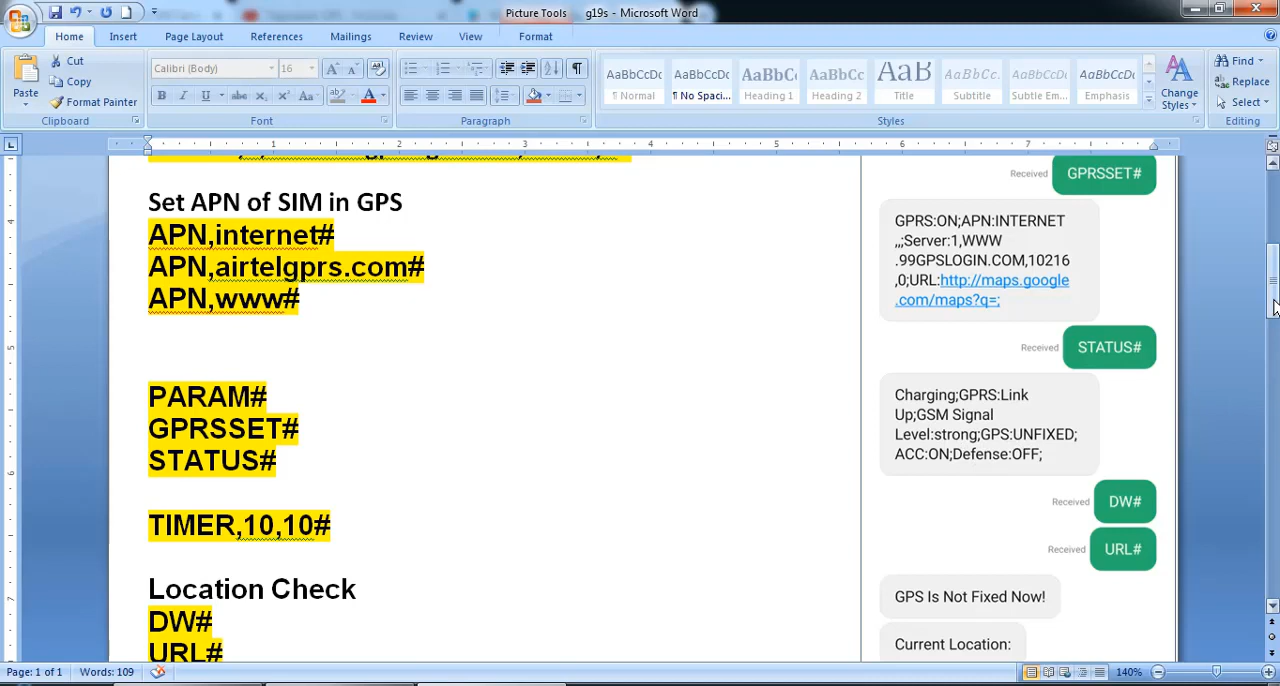 Picture Tools
g19s - Microsoft Word
Home
Insert
Page Layout
References
Mailings
Review
View
Format
Paste
Cut
Copy
Format Painter
Clipboard
Calibri (Body)
16
Font
Paragraph
AaBbCcDc
¶ Normal
AaBbCcDc
¶ No Spaci...
AaBbC
Heading 1
AaBbCc
Heading 2
AaB
Title
AaBbCc.
Subtitle
AaBbCcDc
Subtle Em...
AaBbCcDc
Emphasis
Change
Styles
Styles
Find
Replace
Select
Editing
Set APN of SIM in GPS
APN,internet#
APN,airtelgprs.com#
APN,www#
PARAM#
GPRSSET#
STATUS#
TIMER,10,10#
Location Check
DW#
URL#
Received
GPRSSET#
GPRS:ON;APN:INTERNET
,,;Server:1,WWW
.99GPSLOGIN.COM,10216
,0;URL:http://maps.google
.com/maps?q=;
Received
STATUS#
Charging;GPRS:Link
Up;GSM Signal
Level:strong;GPS:UNFIXED;
ACC:ON;Defense:OFF;
Received
DW#
Received
URL#
GPS Is Not Fixed Now!
Current Location:
Page: 1 of 1
Words: 109
140%